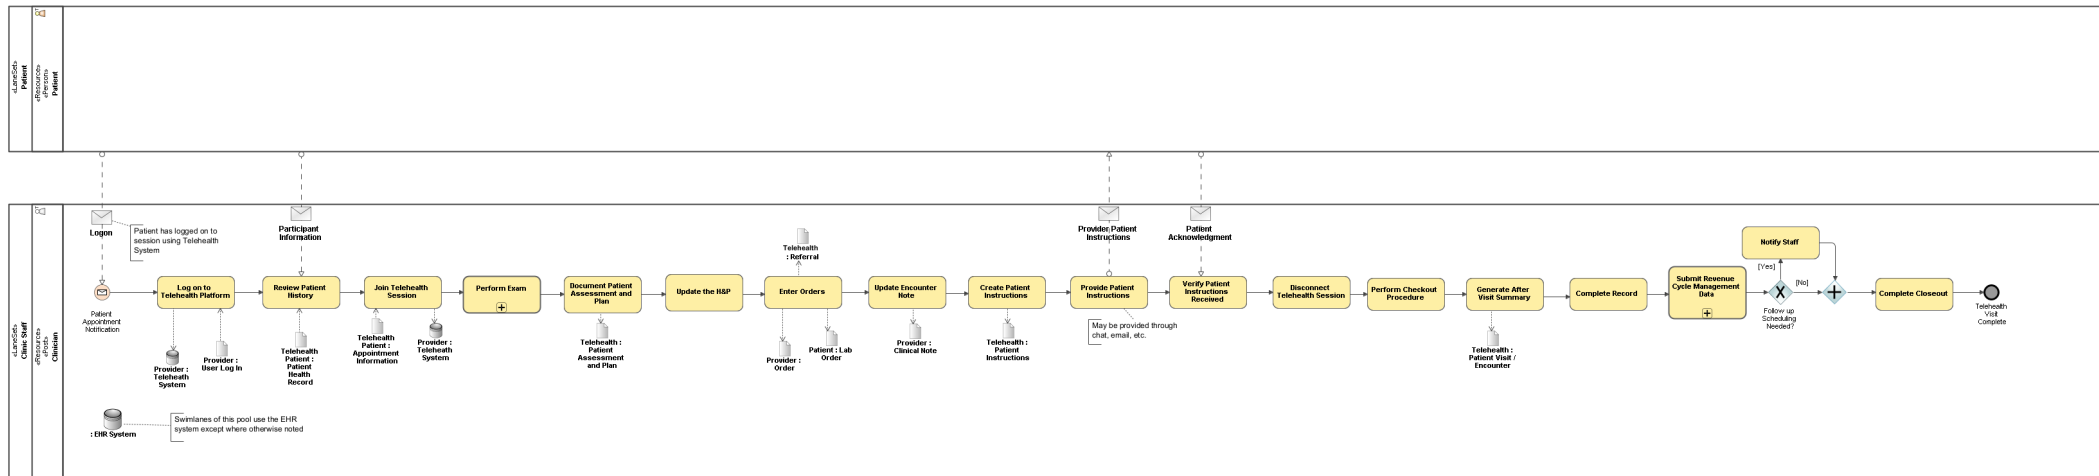 «LaneSet»
Patient
«Resource»
«Person»
Patient
«LaneSet»
Clinic Staff
«Resource»
«Post»
Clinician
Logon
Patient has logged on to
session using Telehealth
System
Participant
Information
Provider Patient
Instructions
Patient
Acknowledgment
Telehealth
: Referral
Notify Staff
[Yes]
[No]
Patient
Appointment
Notification
Log on to
Telehealth Platform
Review Patient
History
Join Telehealth
Session
Perform Exam
Document Patient
Assessment and
Plan
Update the H&P
Enter Orders
Update Encounter
Note
Create Patient
Instructions
Provide Patient
Instructions
Verify Patient
Instructions
Received
Disconnect
Telehealth Session
Perform Checkout
Procedure
Generate After
Visit Summary
Complete Record
Submit Revenue
Cycle Management
Data
Follow up
Scheduling
Needed?
Complete Closeout
Telehealth
Visit
Complete
Provider :
Teleheath
System
Provider :
User Log In
Telehealth
Patient :
Patient
Health
Record
Telehealth
Patient :
Appointment
Information
Provider :
Teleheath
System
Telehealth :
Patient
Assessment
and Plan
Provider :
Order
Patient : Lab
Order
Provider :
Clinical Note
Telehealth :
Patient
Instructions
May be provided through
chat, email, etc.
Telehealth :
Patient Visit /
Encounter
: EHR System
Swimlanes of this pool use the EHR
system except where otherwise noted